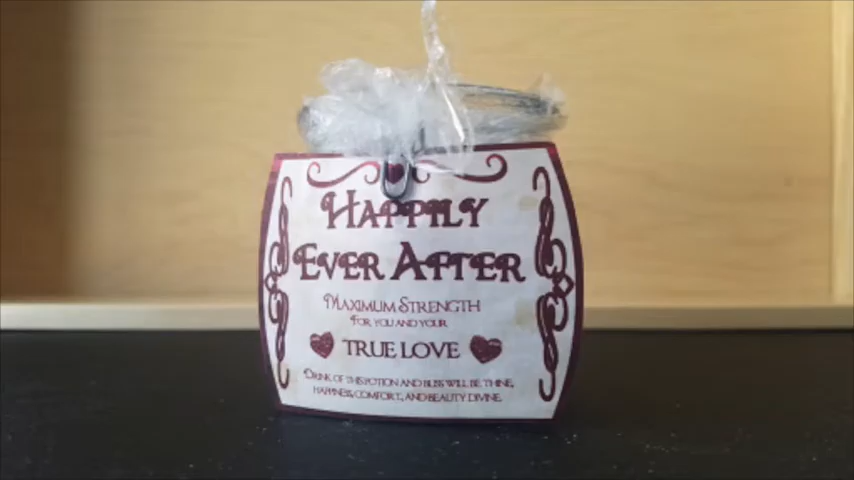 HAPPILY
EVER AFTER
MAXIMUM STRENGTH
FOR YOU AND YOUR
TRUE LOVE
DRINK OF THIS POTION AND BLISS WILL BE THINE,
HAPPINESS, COMFORT, AND BEAUTY DIVINE.